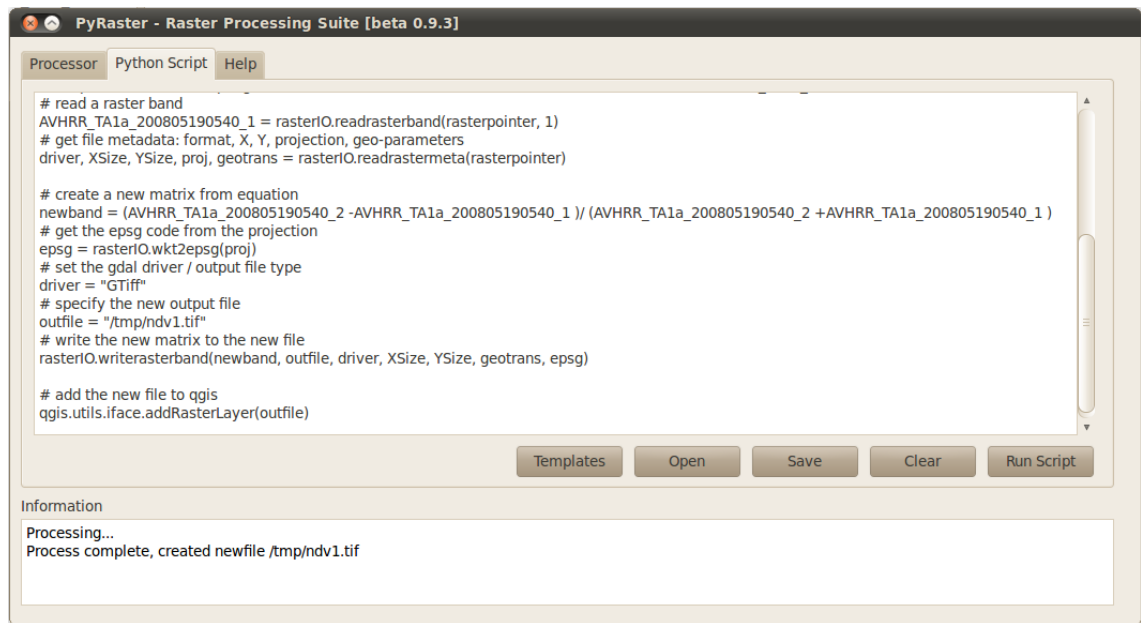 PyRaster - Raster Processing Suite [beta 0.9.3]
Processor Python Script Help
# read a raster band
AVHRR_TA1a_200805190540_1 = rasterIO.readrasterband(rasterpointer, 1)
# get file metadata: format, X, Y, projection, geo-parameters
driver, XSize, YSize, proj, geotrans = rasterIO.readrastermeta(rasterpointer)
# create a new matrix from equation
newband = (AVHRR_TA1a_200805190540_2 -AVHRR_TA1a_200805190540_1 )/ (AVHRR_TA1a_200805190540_2 +AVHRR_TA1a_200805190540_1 )
# get the epsg code from the projection
epsg = rasterIO.wkt2epsg(proj)
# set the gdal driver / output file type
driver = "GTiff"
# specify the new output file
outfile = "/tmp/ndv1.tif"
# write the new matrix to the new file
rasterIO.writerasterband(newband, outfile, driver, XSize, YSize, geotrans, epsg)
# add the new file to qgis
qgis.utils.iface.addRasterLayer(outfile)
Templates Open Save Clear Run Script
Information
Processing...
Process complete, created newfile /tmp/ndv1.tif